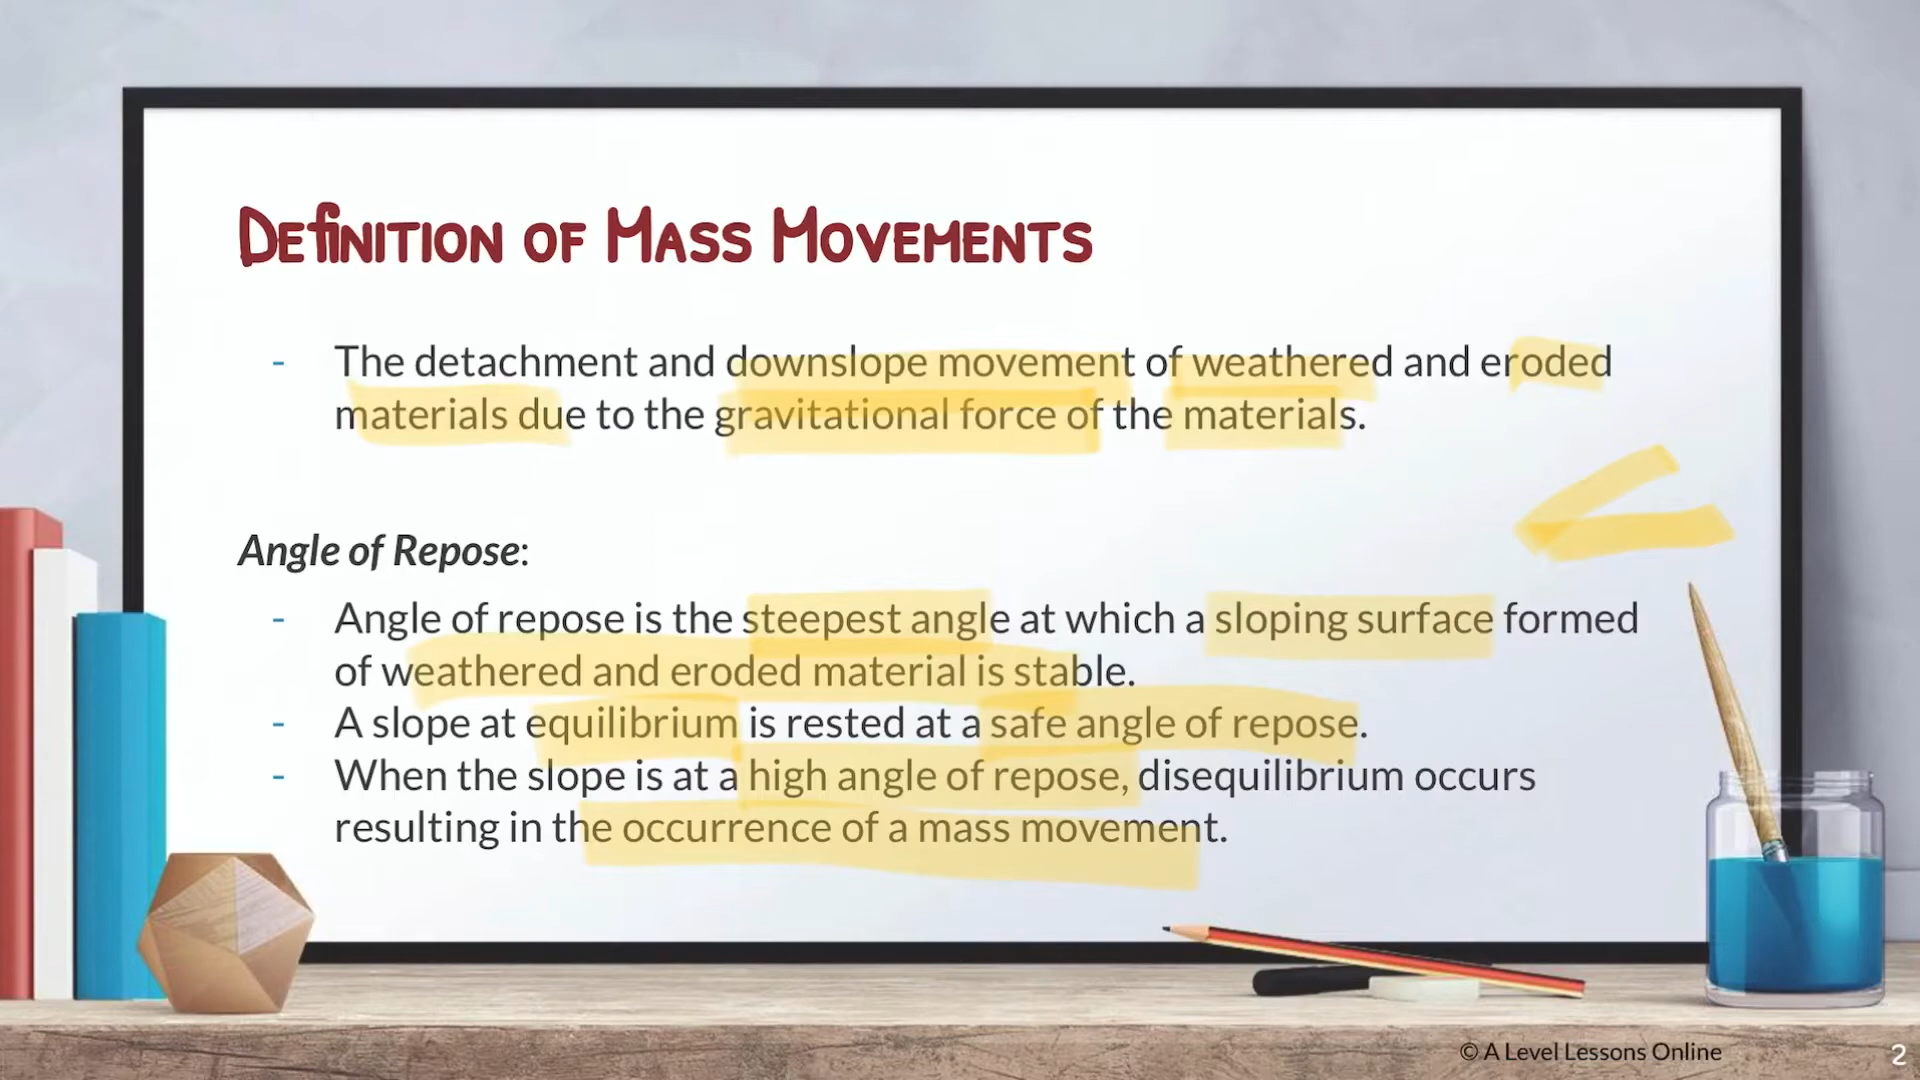 Definition of Mass Movements
- The detachment and downslope movement of weathered and eroded
materials due to the gravitational force of the materials.
Angle of Repose:
- Angle of repose is the steepest angle at which a sloping surface formed
of weathered and eroded material is stable.
- A slope at equilibrium is rested at a safe angle of repose.
- When the slope is at a high angle of repose, disequilibrium occurs
resulting in the occurrence of a mass movement.
© A Level Lessons Online
2